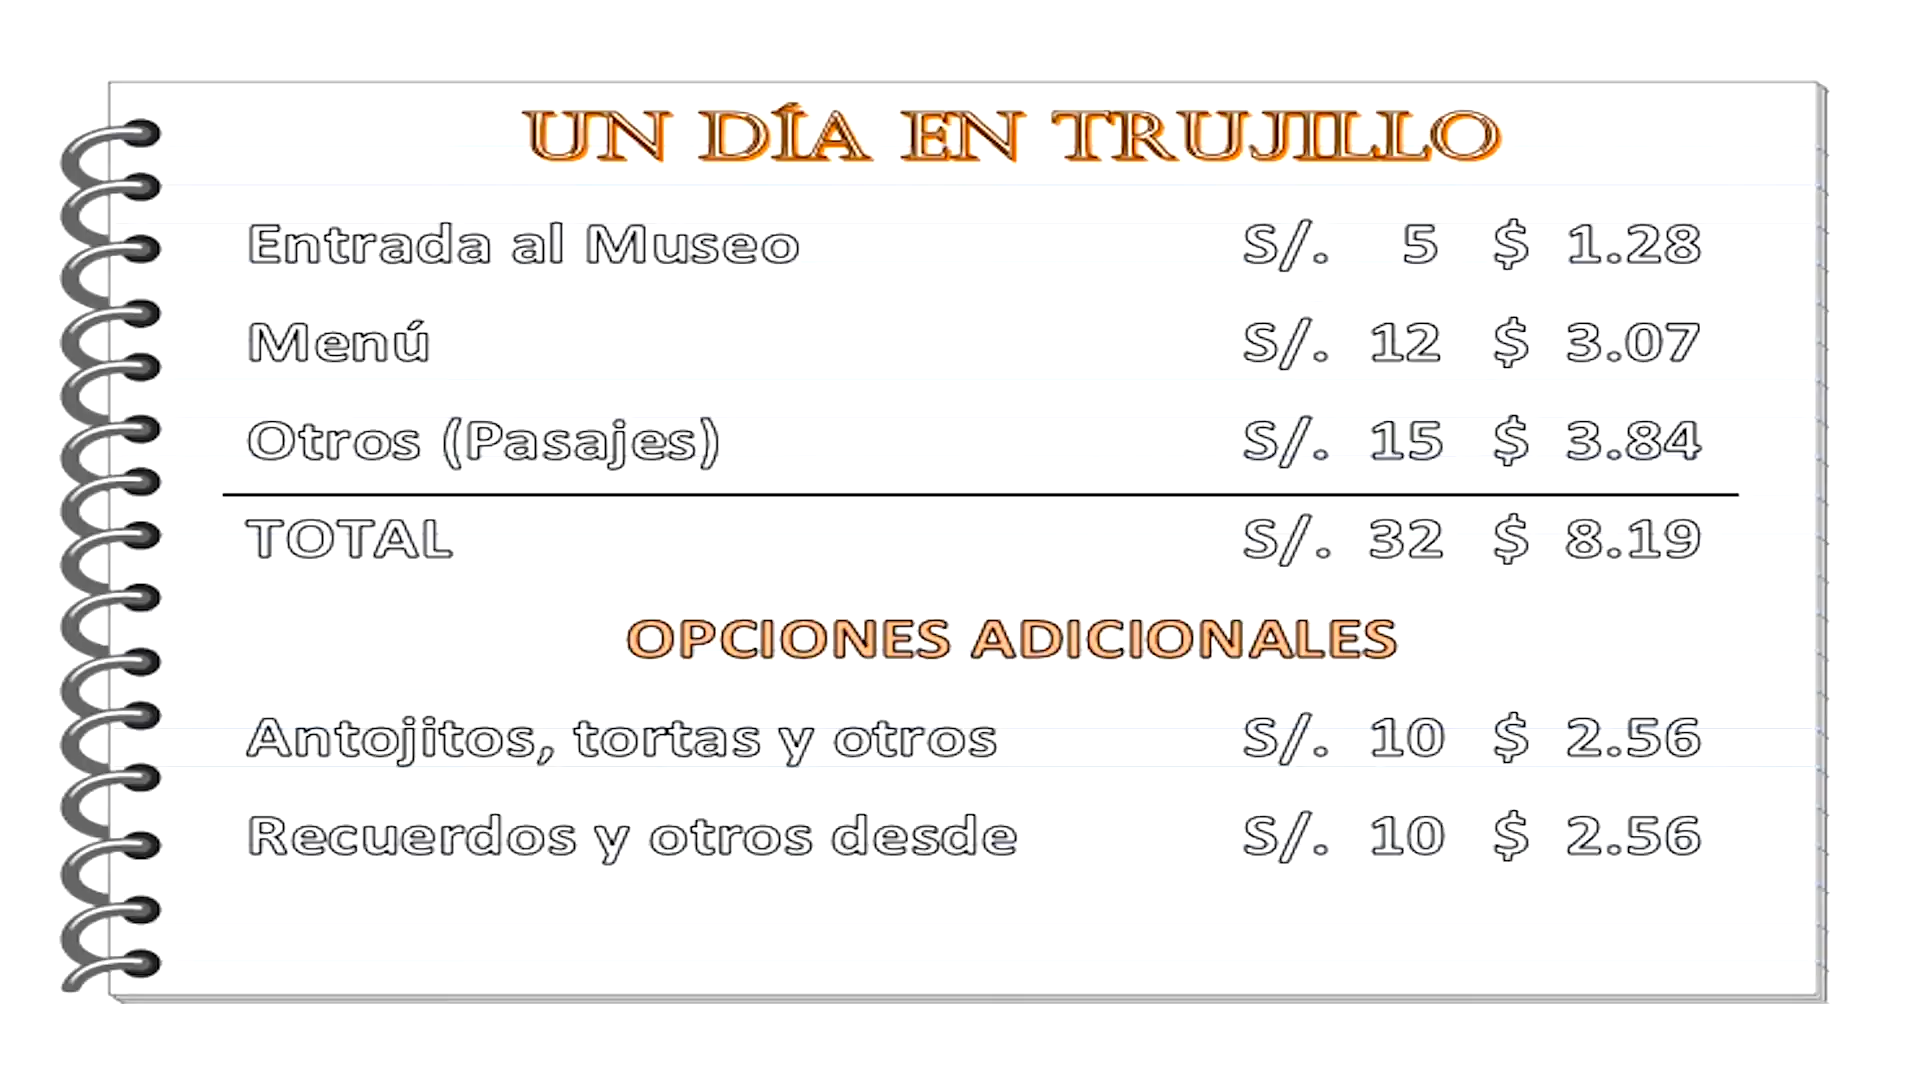 UN DÍA EN TRUJILLO
Entrada al Museo S/. 5 $ 1.28
Menú S/. 12 $ 3.07
Otros (Pasajes) S/. 15 $ 3.84
TOTAL S/. 32 $ 8.19
OPCIONES ADICIONALES
Antojitos, tortas y otros S/. 10 $ 2.56
Recuerdos y otros desde S/. 10 $ 2.56